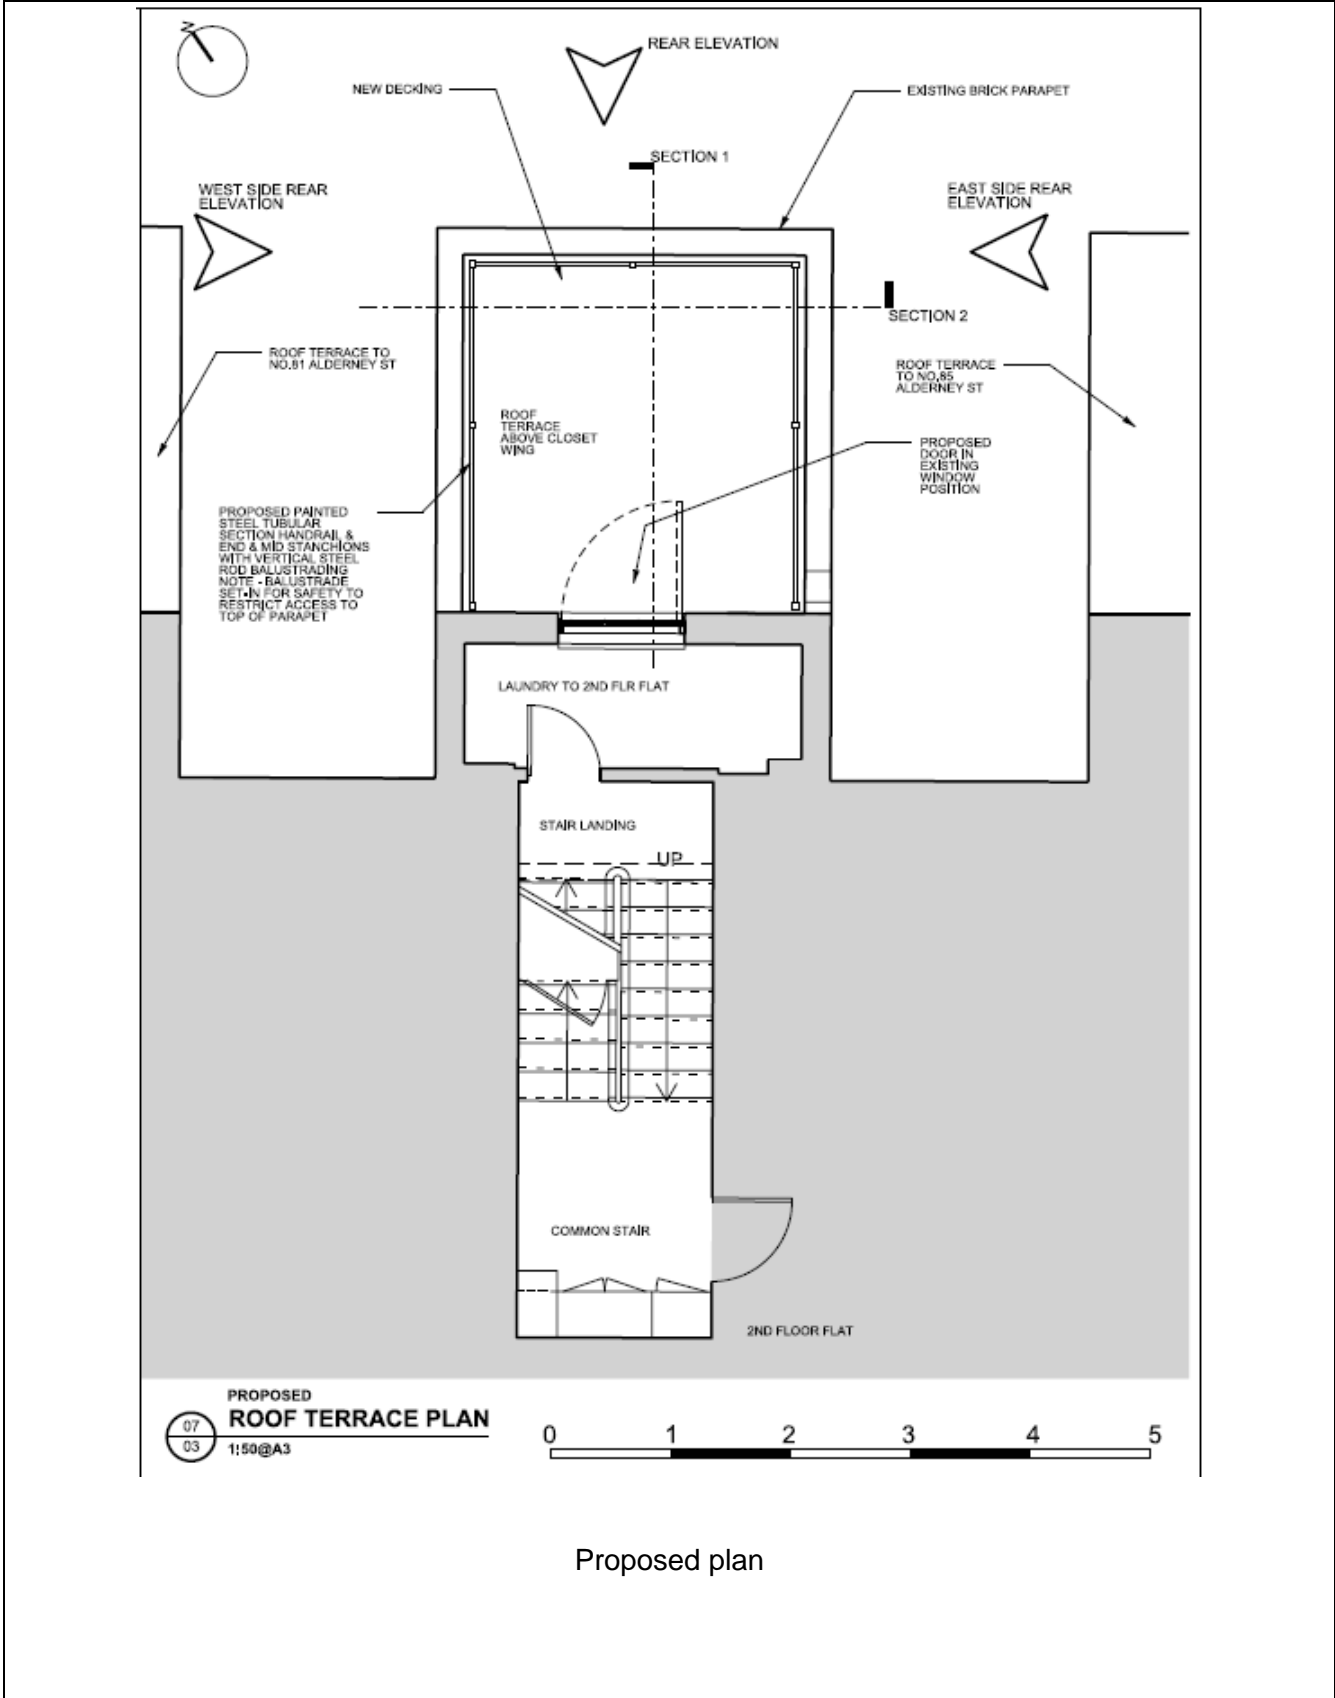 N
REAR ELEVATION
NEW DECKING
EXISTING BRICK PARAPET
SECTION 1
WEST SIDE REAR
ELEVATION
EAST SIDE REAR
ELEVATION
SECTION 2
ROOF TERRACE TO
NO.81 ALDERNEY ST
ROOF TERRACE
TO NO.85
ALDERNEY ST
ROOF
TERRACE
ABOVE CLOSET
WING
PROPOSED
DOOR IN
EXISTING
WINDOW
POSITION
PROPOSED PAINTED
STEEL TUBULAR
SECTION HANDRAIL &
END & MID STANCHIONS
WITH VERTICAL STEEL
ROD BALUSTRADING
NOTE - BALUSTRADE
SET-IN FOR SAFETY TO
RESTRICT ACCESS TO
TOP OF PARAPET
LAUNDRY TO 2ND FLR FLAT
STAIR LANDING
UP
COMMON STAIR
2ND FLOOR FLAT
PROPOSED
ROOF TERRACE PLAN
07
03
1:50@A3
0 1 2 3 4 5
Proposed plan